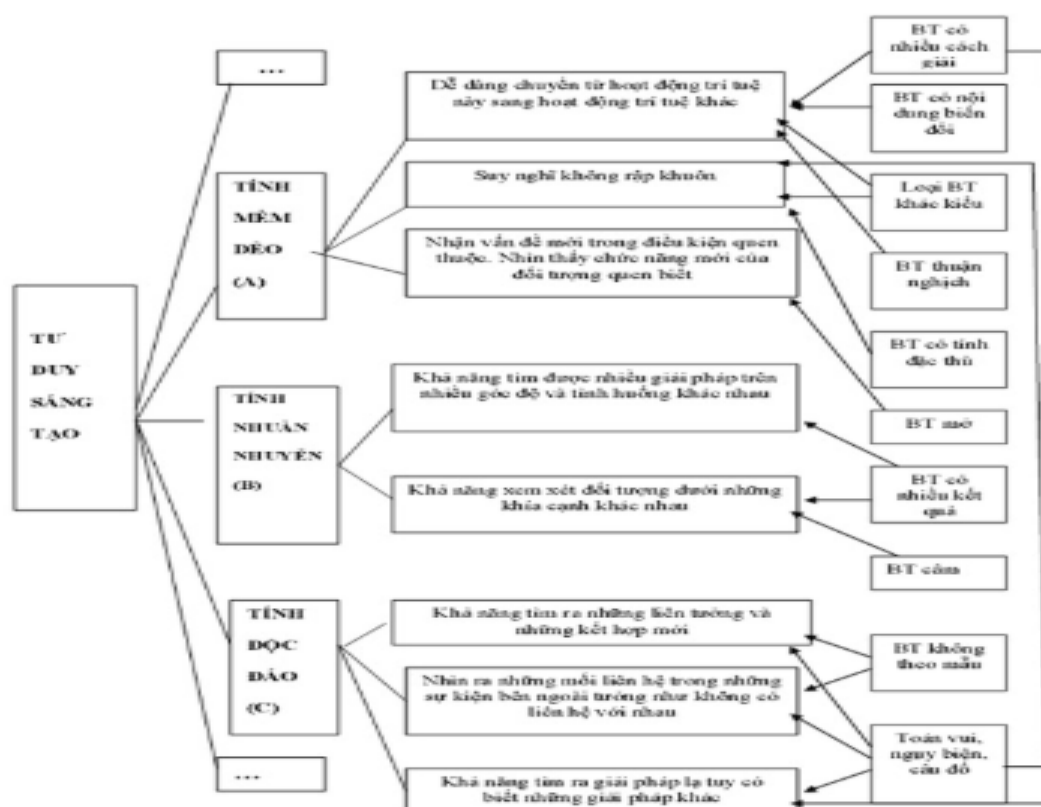 ...
TÍNH
MỀM
DẺO
(A)
TƯ
DUY
SÁNG
TẠO
TÍNH
NHUẦN
NHUYỄN
(B)
TÍNH
ĐỘC
ĐÁO
(C)
...
Dễ dàng chuyển từ hoạt động trí tuệ
này sang hoạt động trí tuệ khác
Suy nghĩ không rập khuôn
Nhận vấn đề mới trong điều kiện quen
thuộc. Nhìn thấy chức năng mới của
đối tượng quen biết
Khả năng tìm được nhiều giải pháp trên
nhiều góc độ và tình huống khác nhau
Khả năng xem xét đối tượng dưới những
khía cạnh khác nhau
Khả năng tìm ra những liên tưởng và
những kết hợp mới
Nhìn ra những mối liên hệ trong những
sự kiện bên ngoài tưởng như không có
liên hệ với nhau
Khả năng tìm ra giải pháp lạ tuy có
biết những giải pháp khác
BT có
nhiều cách
giải
BT có nội
dung biến
đổi
Loại BT
khác kiểu
BT thuận
nghịch
BT có tính
đặc thù
BT mở
BT có
nhiều kết
quả
BT câm
BT không
theo mẫu
Toán vui,
nguỵ biện,
câu đố